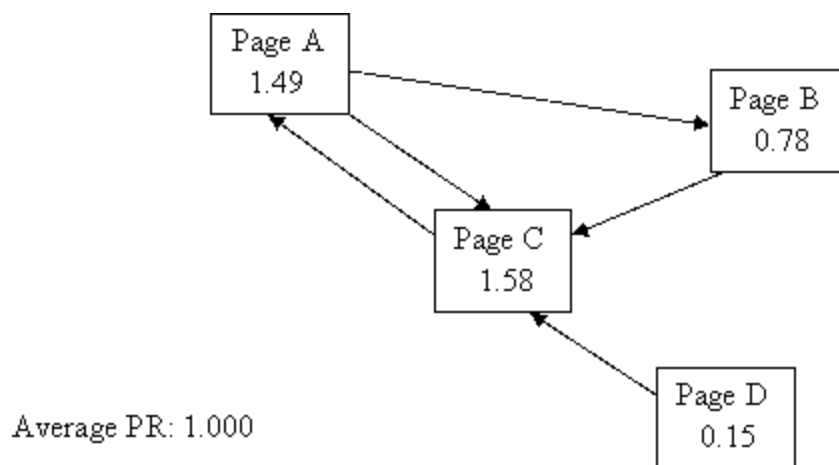 Page A
1.49
Page B
0.78
Page C
1.58
Page D
0.15
Average PR: 1.000